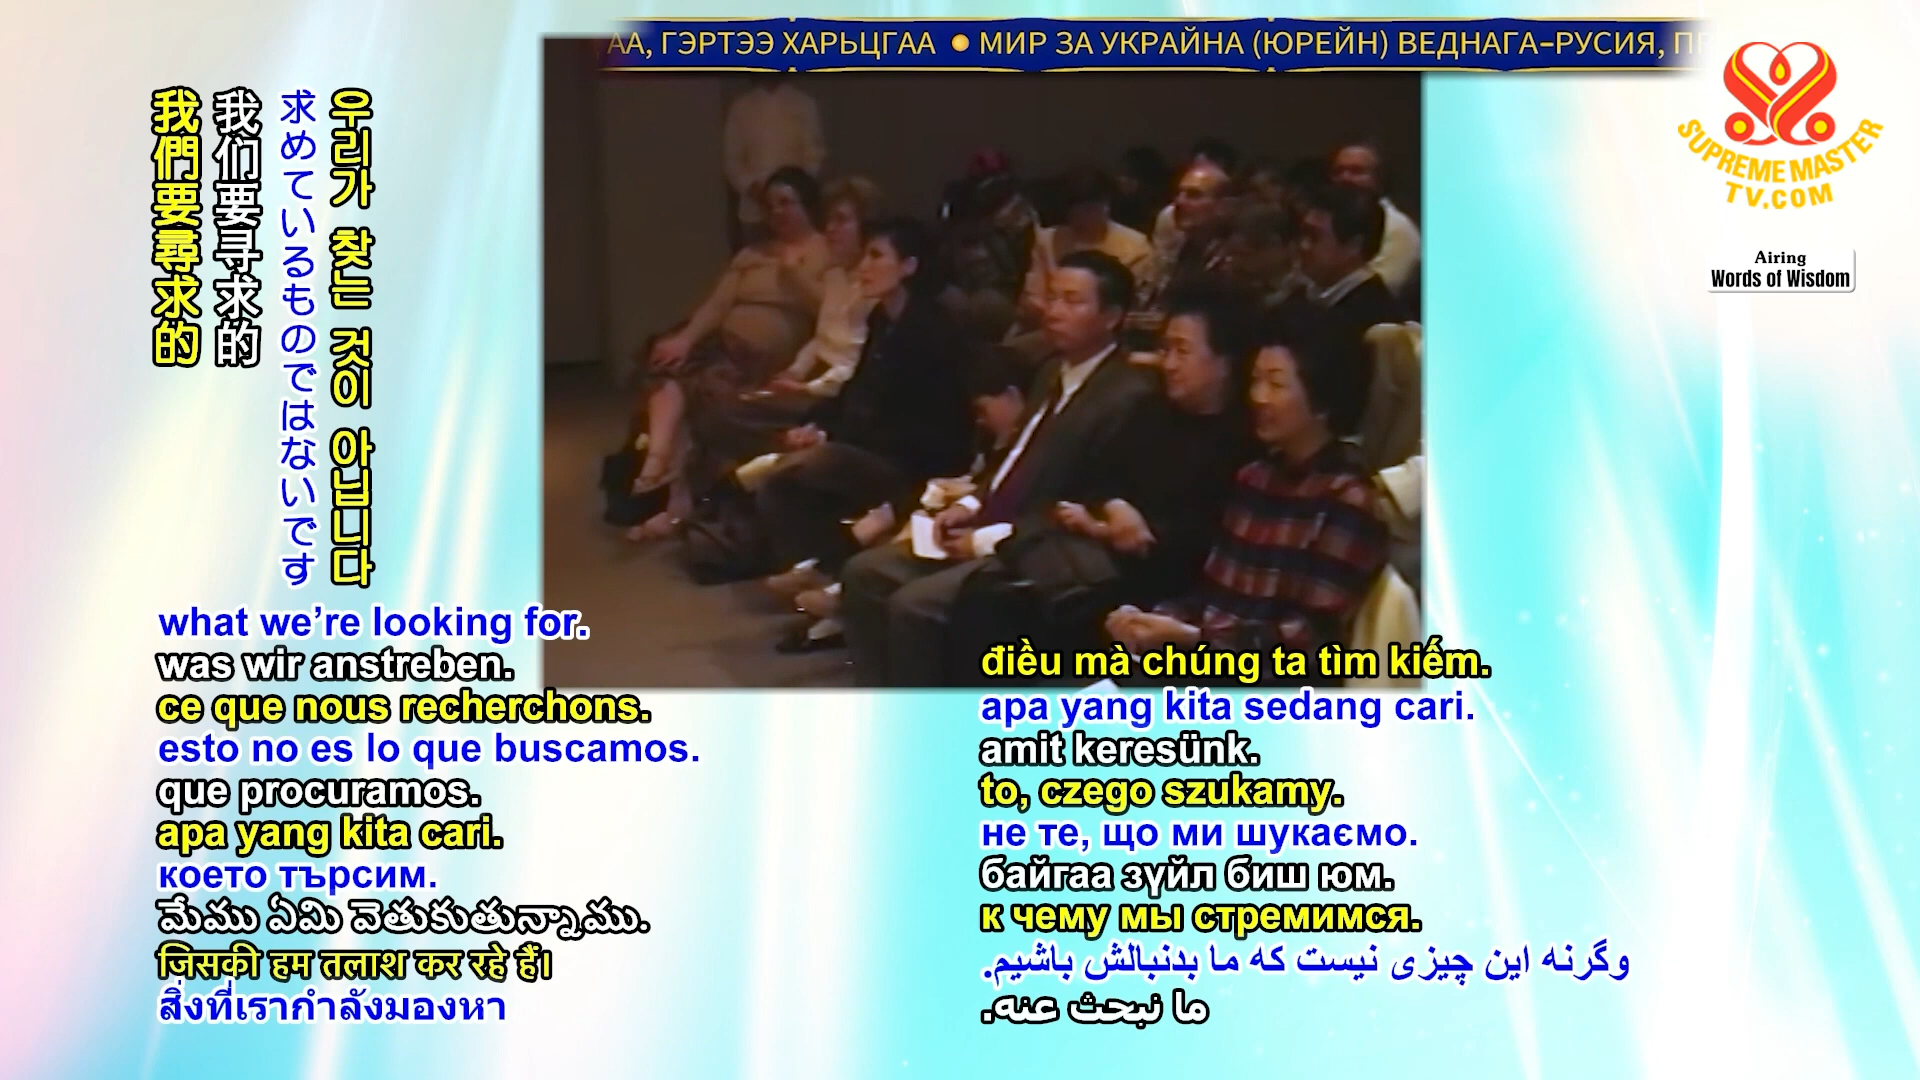 АА, ГЭРТЭЭ ХАРЬЦГАА ● МИР ЗА УКРАЙНА (ЮРЕЙН) ВЕДНАГА-РУСИЯ,
SUPREME MASTER
TV.COM
Airing
Words of Wisdom
우리가 찾는 것이 아닙니다
求めているものではないです
我们要寻求的
我們要尋求的
what we’re looking for.
was wir anstreben.
ce que nous recherchons.
esto no es lo que buscamos.
que procuramos.
apa yang kita cari.
което търсим.
మేము ఏమి వెతుకుతున్నాము.
जिसकी हम तलाश कर रहे हैं।
สิ่งที่เรากำลังมองหา
điều mà chúng ta tìm kiếm.
apa yang kita sedang cari.
amit keresünk.
to, czego szukamy.
не те, що ми шукаємо.
байгаа зүйл биш юм.
к чему мы стремимся.
وگرنه این چیزی نیست که ما بدنبالش باشیم.
ما نبحث عنه.